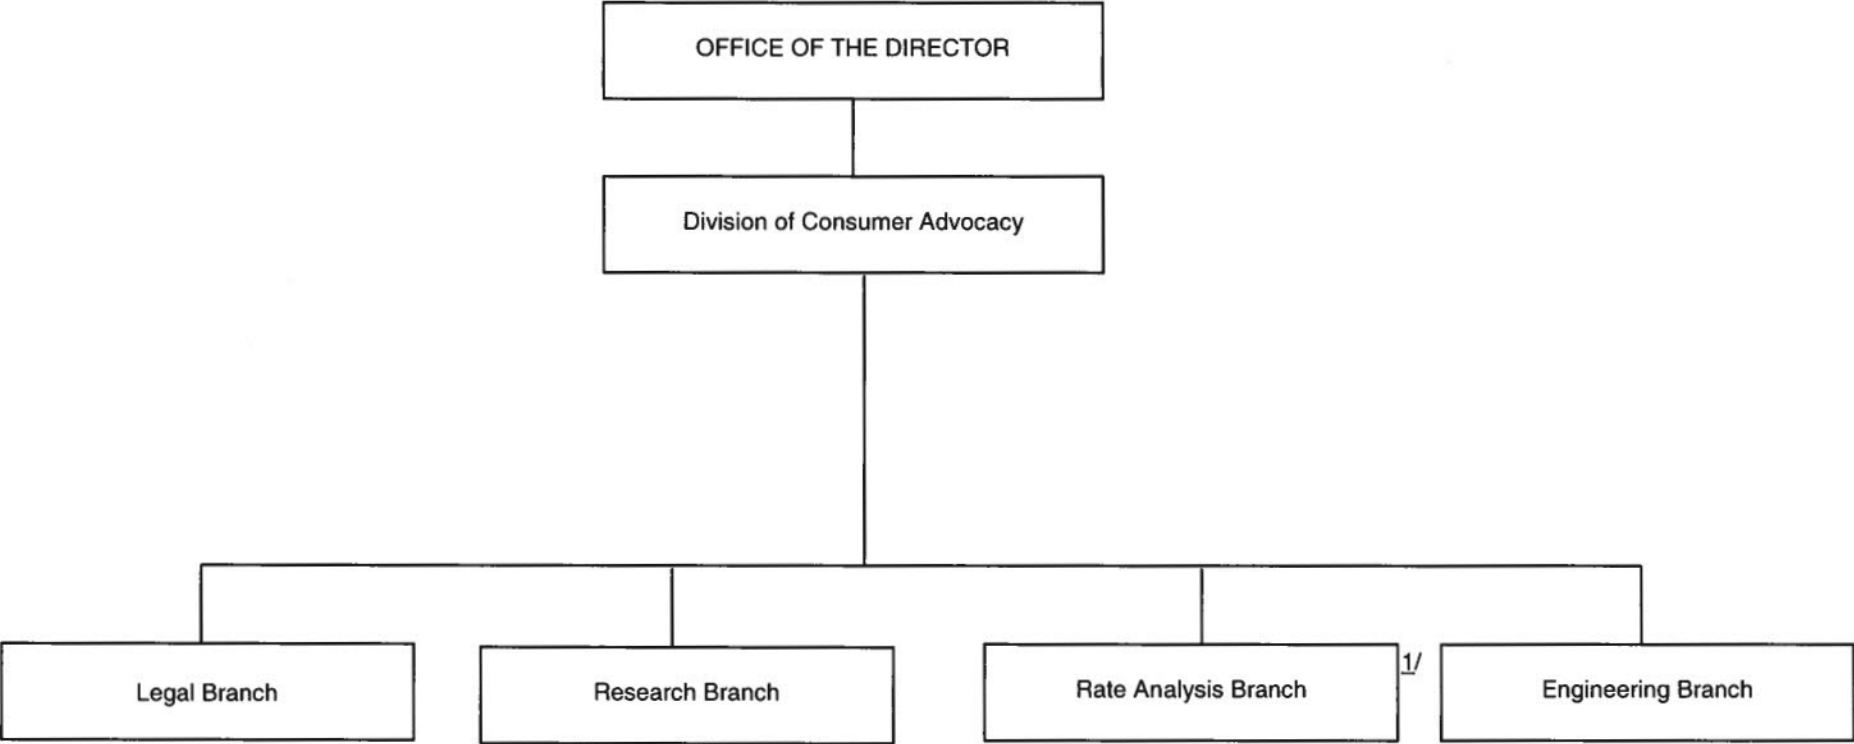 OFFICE OF THE DIRECTOR
Division of Consumer Advocacy
Legal Branch
Research Branch
Rate Analysis Branch
1/
Engineering Branch